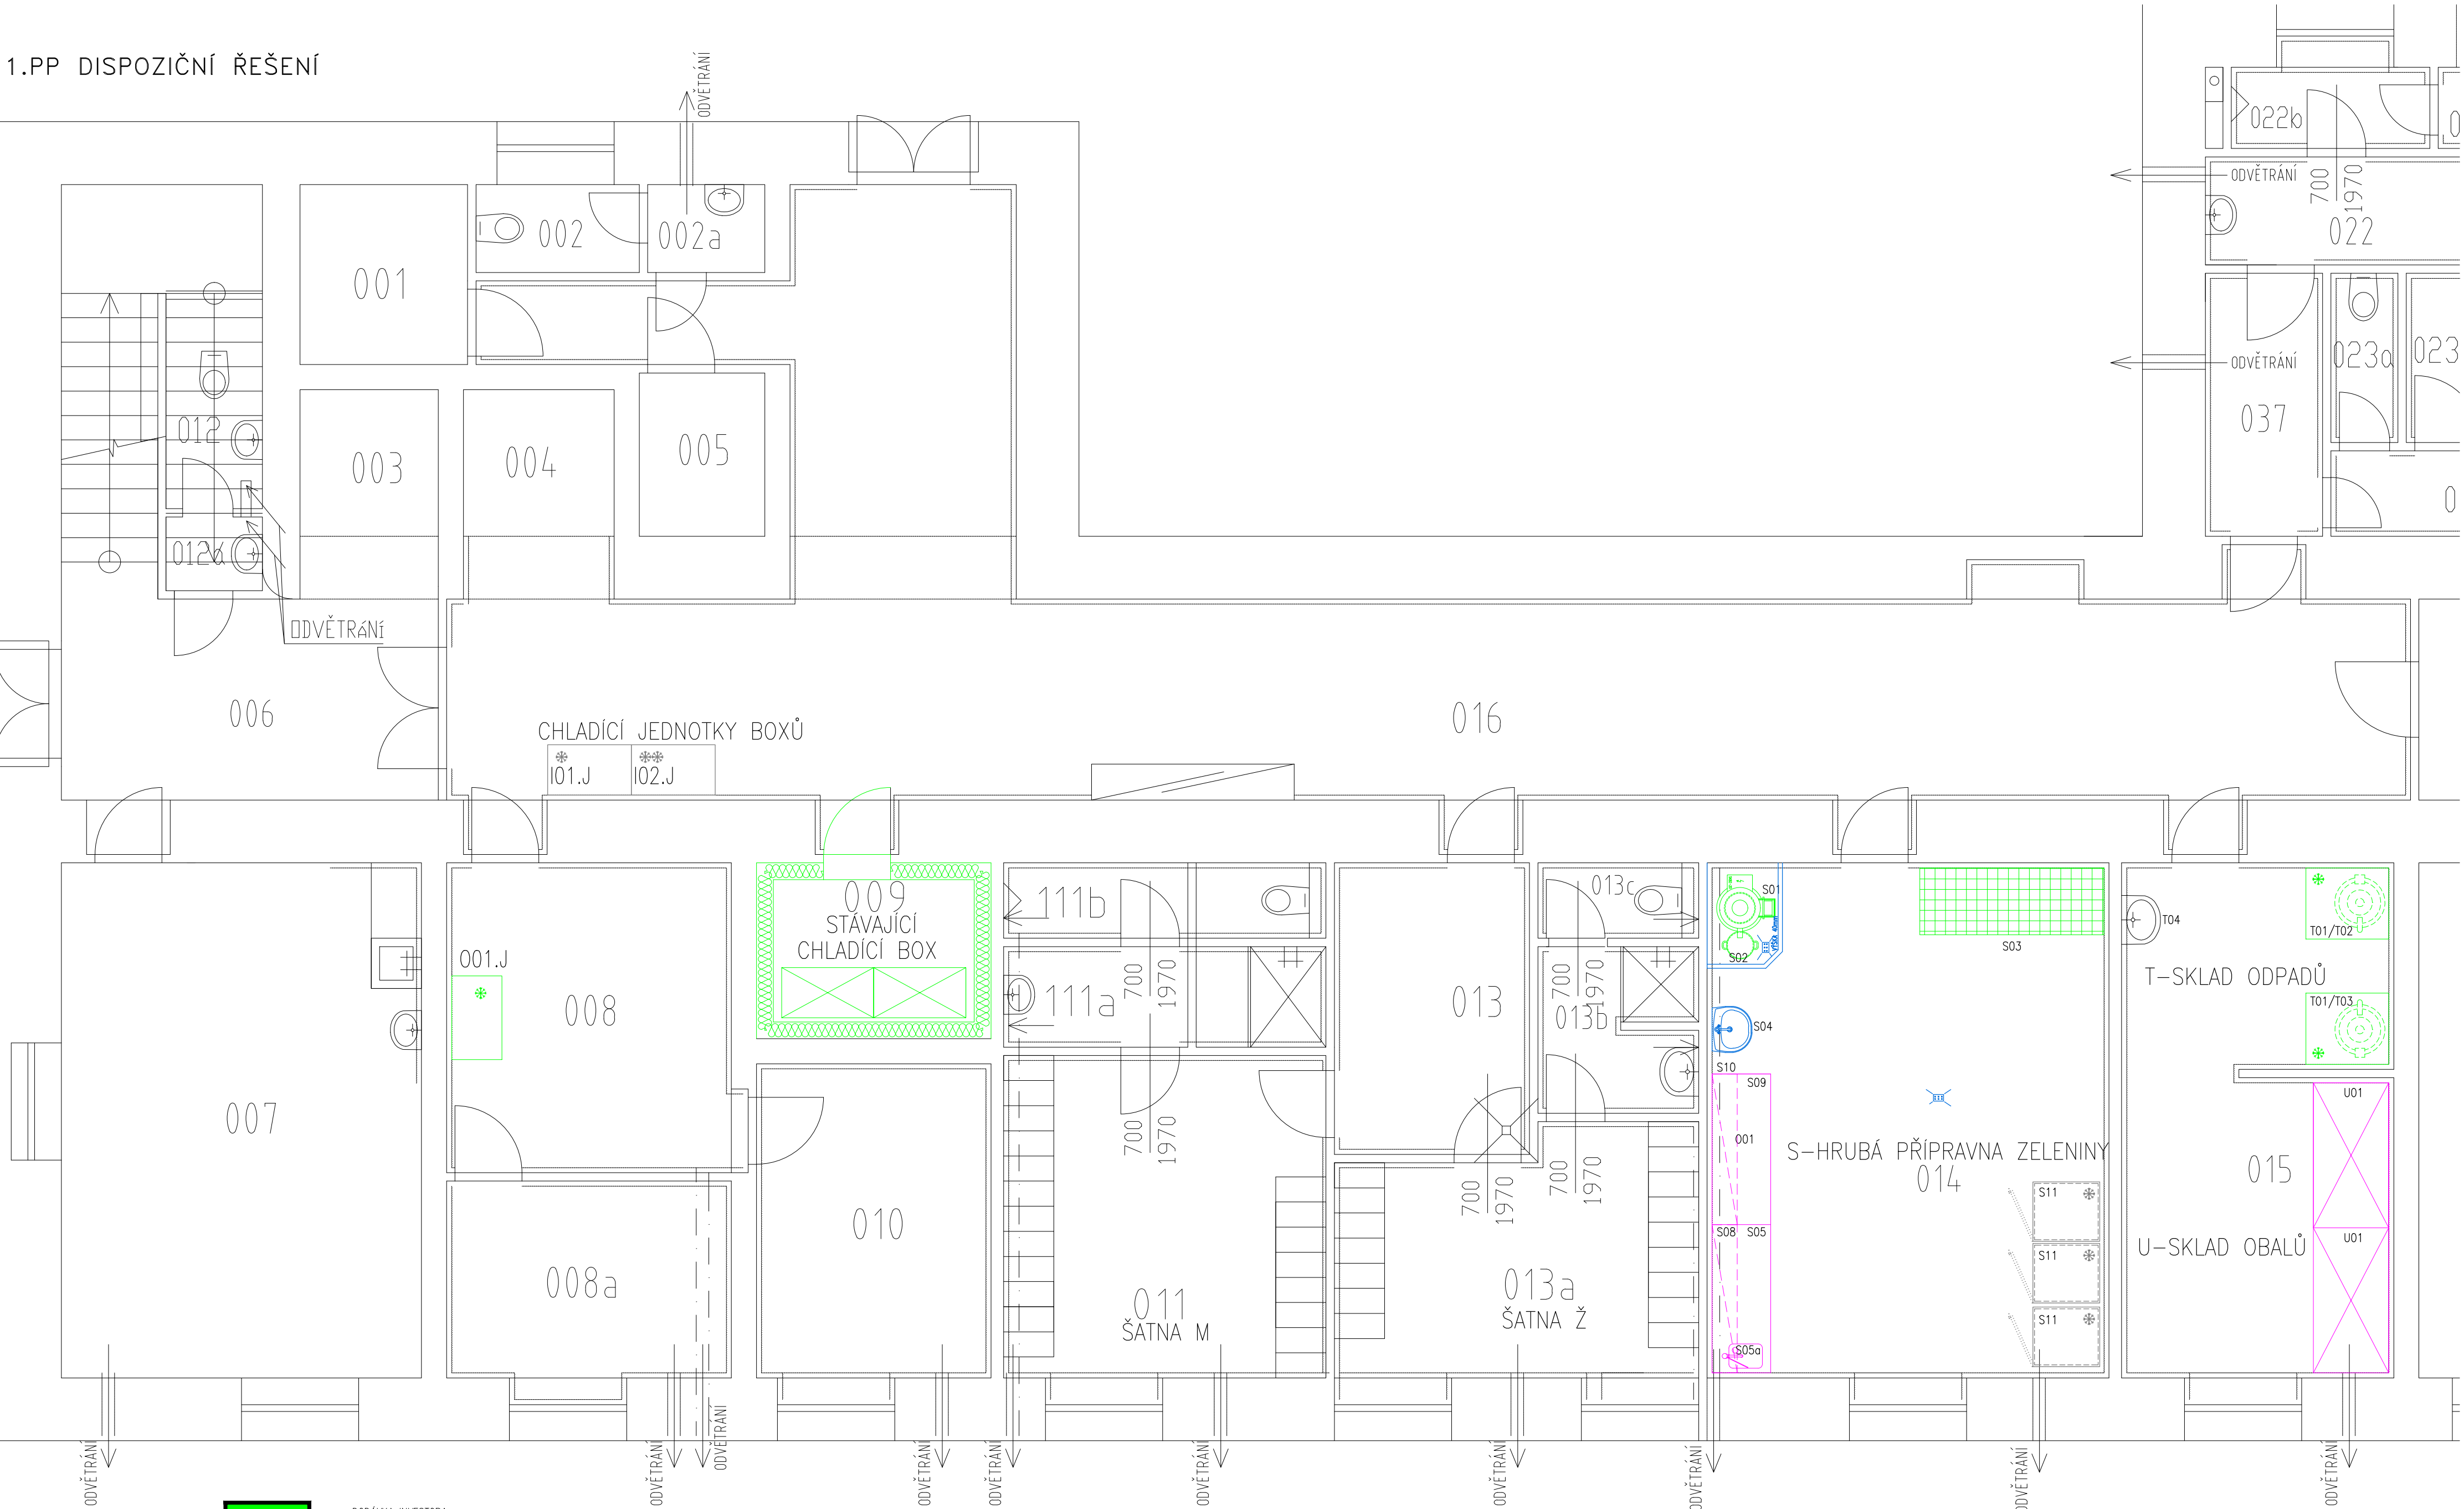 1.PP DISPOZIČNÍ ŘEŠENÍ
ODVĚTRÁNÍ
022b
ODVĚTRÁNÍ
700
1970
022
002
002a
001
ODVĚTRÁNÍ
023a
023
037
012
003
004
005
012a
ODVĚTRÁNÍ
006
016
CHLADÍCÍ JEDNOTKY BOXŮ
I01.J
I02.J
009
STÁVAJÍCÍ
CHLADÍCÍ BOX
111b
013c
S01
VÝŠKA 40mm
S02
S03
T04
T01/T02
T-SKLAD ODPADŮ
T01/T03
O01.J
008
111a
700
1970
013
700
1970
013b
S04
S10
S09
U01
007
700
1970
O01
S-HRUBÁ PŘÍPRAVNA ZELENINY
014
015
700
1970
700
1970
S11
S08
S05
S11
U-SKLAD OBALŮ
U01
010
008a
011
ŠATNA M
013a
ŠATNA Ž
S05a
S11
ODVĚTRÁNÍ
ODVĚTRÁNÍ
ODVĚTRÁNÍ
ODVĚTRÁNÍ
ODVĚTRÁNÍ
ODVĚTRÁNÍ
ODVĚTRÁNÍ
ODVĚTRÁNÍ
ODVĚTRÁNÍ
ODVĚTRÁNÍ